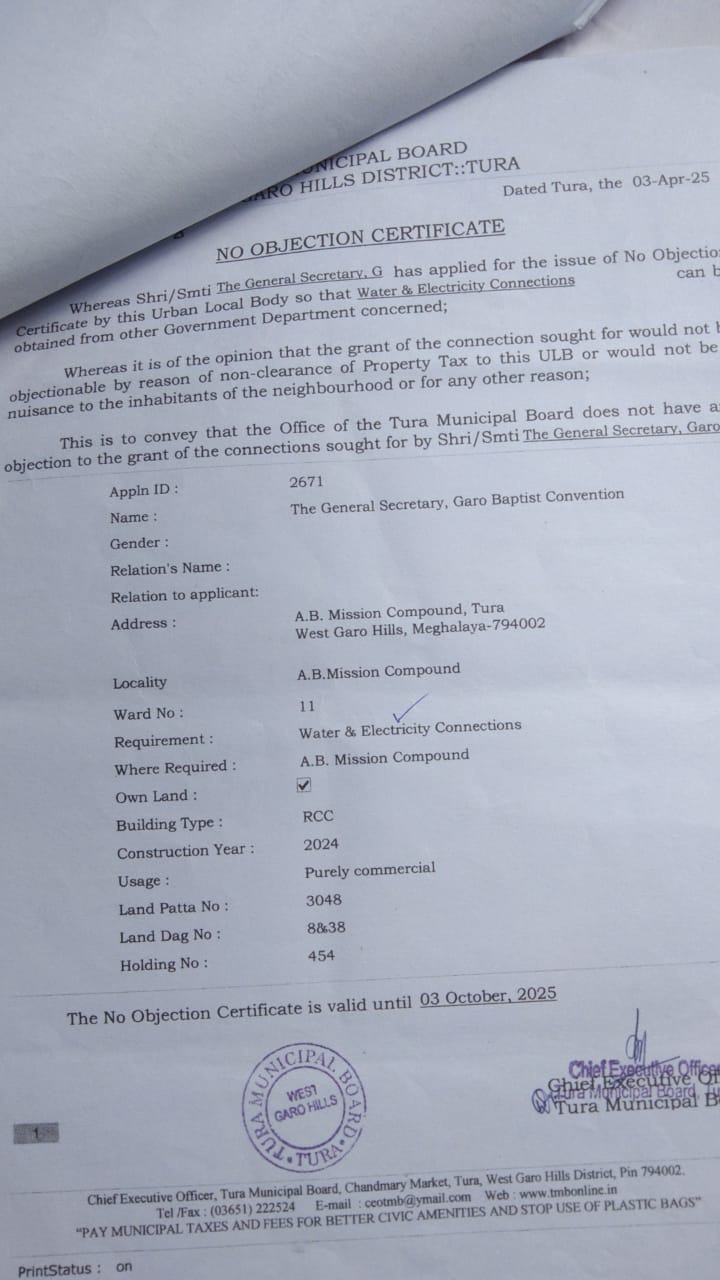 MUNICIPAL BOARD
GARO HILLS DISTRICT::TURA
Dated Tura, the 03-Apr-25
NO OBJECTION CERTIFICATE
Whereas Shri/Smti The General Secretary, G has applied for the issue of No Objectio
Certificate by this Urban Local Body so that Water & Electricity Connections can b
obtained from other Government Department concerned;
Whereas it is of the opinion that the grant of the connection sought for would not b
objectionable by reason of non-clearance of Property Tax to this ULB or would not be
nuisance to the inhabitants of the neighbourhood or for any other reason;
This is to convey that the Office of the Tura Municipal Board does not have a
objection to the grant of the connections sought for by Shri/Smti The General Secretary, Garo
Appln ID : 2671
Name : The General Secretary, Garo Baptist Convention
Gender :
Relation's Name :
Relation to applicant:
Address : A.B. Mission Compound, Tura
West Garo Hills, Meghalaya-794002
Locality A.B.Mission Compound
Ward No : 11
Requirement : Water & Electricity Connections
Where Required : A.B. Mission Compound
Own Land : ☑
Building Type : RCC
Construction Year : 2024
Usage : Purely commercial
Land Patta No : 3048
Land Dag No : 8&38
Holding No : 454
The No Objection Certificate is valid until 03 October, 2025
TURA MUNICIPAL BOARD
WEST
GARO HILLS
TURA
Chief Executive Office
Chief Executive Of
Tura Municipal Board, Tu
Tura Municipal B
1
Chief Executive Officer, Tura Municipal Board, Chandmary Market, Tura, West Garo Hills District, Pin 794002.
Tel /Fax : (03651) 222524 E-mail : ceotmb@ymail.com Web : www.tmbonline.in
"PAY MUNICIPAL TAXES AND FEES FOR BETTER CIVIC AMENITIES AND STOP USE OF PLASTIC BAGS"
PrintStatus : on